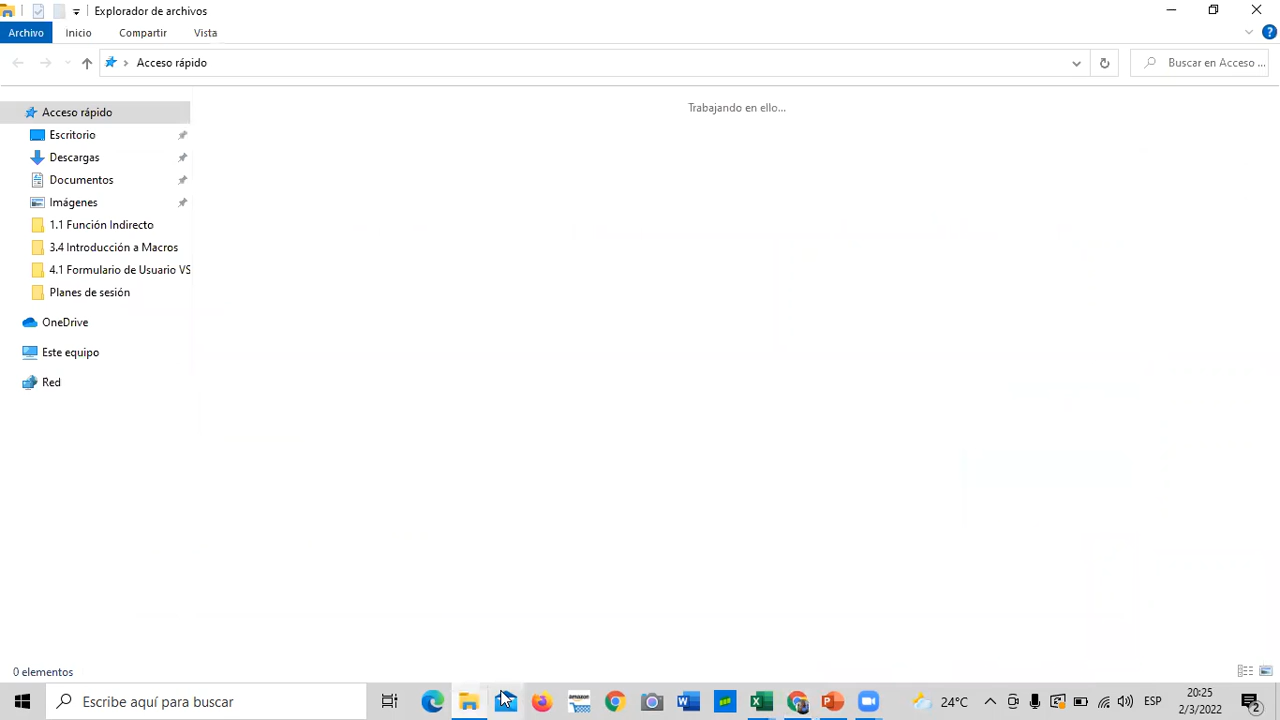 Explorador de archivos
Archivo Inicio Compartir Vista
Acceso rápido Buscar en Acceso ...
Acceso rápido
Trabajando en ello...
Escritorio
Descargas
Documentos
Imágenes
1.1 Función Indirecto
3.4 Introducción a Macros
4.1 Formulario de Usuario VS
Planes de sesión
OneDrive
Este equipo
Red
0 elementos
Escribe aquí para buscar
amazon
24°C
ESP
20:25
2/3/2022
2